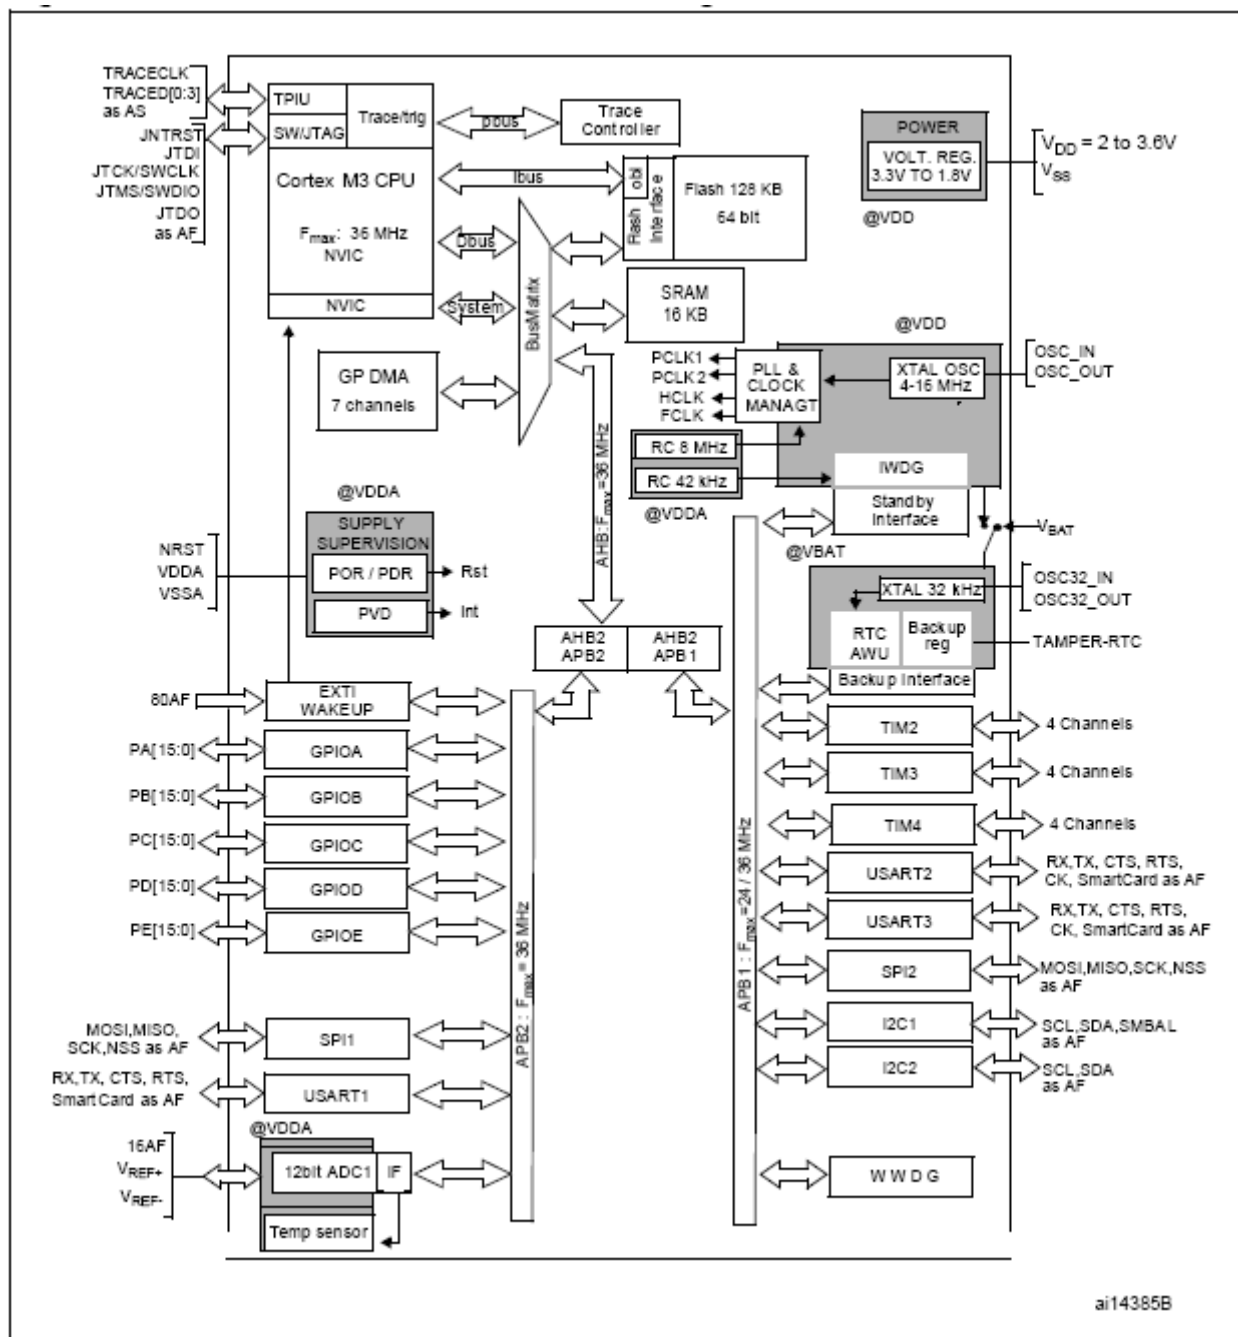 TRACECLK
TRACED[0:3]
as AS
JNTRST
JTDI
JTCK/SWCLK
JTMS/SWDIO
JTDO
as AF
TPIU
SW/JTAG
Trace/trig
Cortex M3 CPU
Fmax: 36 MHz
NVIC
NVIC
pbus
Trace
Controller
Ibus
Dbus
System
BusMatrix
Flash obl
Interface
Flash 128 KB
64 bit
SRAM
16 KB
POWER
VOLT. REG.
3.3V TO 1.8V
@VDD
VDD = 2 to 3.6V
VSS
GP DMA
7 channels
AHB: Fmax=36 MHz
PCLK1
PCLK2
HCLK
FCLK
PLL &
CLOCK
MANAGT
@VDD
XTAL OSC
4-16 MHz
OSC_IN
OSC_OUT
RC 8 MHz
RC 42 kHz
@VDDA
IWDG
Standby
Interface
VBAT
@VBAT
@VDDA
SUPPLY
SUPERVISION
POR / PDR
PVD
Rst
Int
NRST
VDDA
VSSA
XTAL 32 kHz
OSC32_IN
OSC32_OUT
RTC
AWU
Backup
reg
TAMPER-RTC
Backup Interface
AHB2
APB2
AHB2
APB1
80AF
EXTI
WAKEUP
PA[15:0]
GPIOA
PB[15:0]
GPIOB
PC[15:0]
GPIOC
PD[15:0]
GPIOD
PE[15:0]
GPIOE
MOSI,MISO,
SCK,NSS as AF
SPI1
RX,TX, CTS, RTS,
SmartCard as AF
USART1
@VDDA
16AF
VREF+
VREF-
12bit ADC1
IF
Temp sensor
APB2 : Fmax= 36 MHz
APB1 : Fmax=24 / 36 MHz
TIM2
4 Channels
TIM3
4 Channels
TIM4
4 Channels
USART2
RX,TX, CTS, RTS,
CK, SmartCard as AF
USART3
RX,TX, CTS, RTS,
CK, SmartCard as AF
SPI2
MOSI,MISO,SCK,NSS
as AF
I2C1
SCL,SDA,SMBAL
as AF
I2C2
SCL,SDA
as AF
WWDG
ai14385B